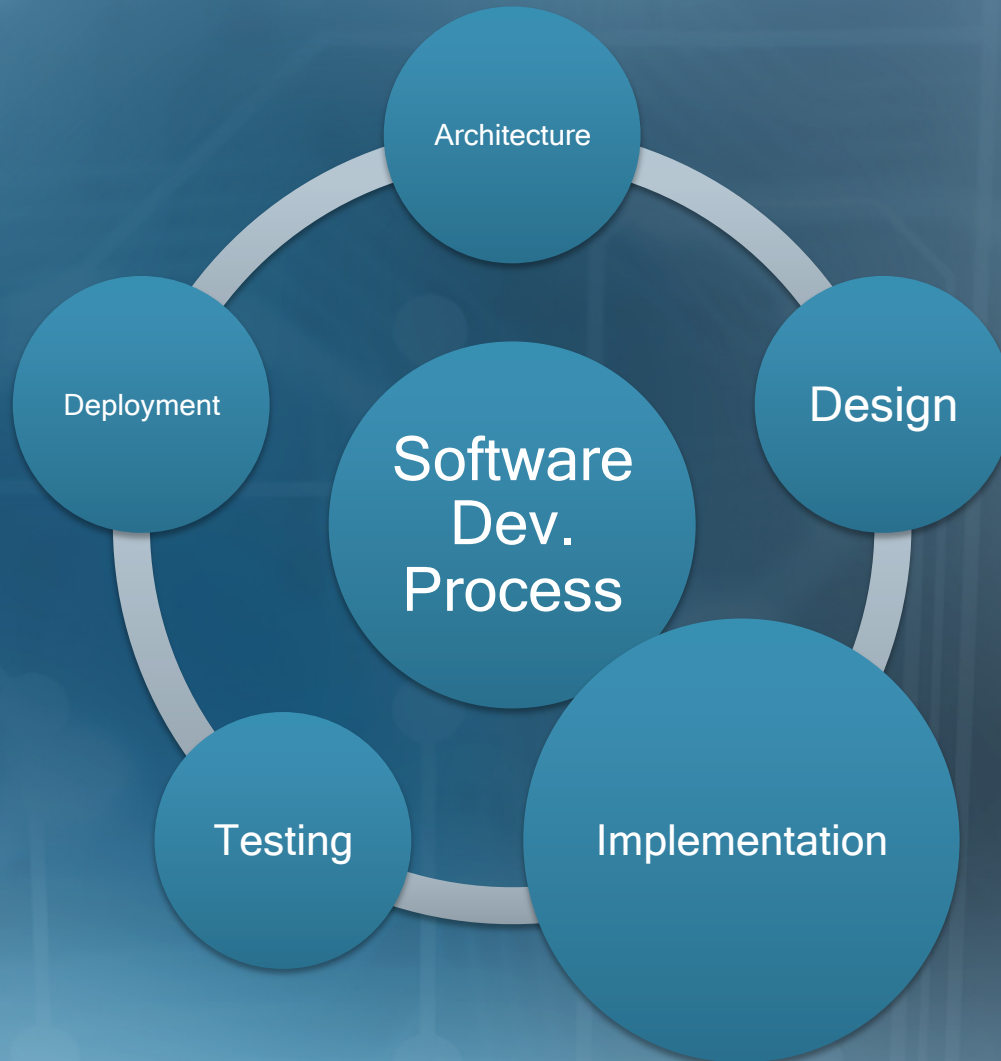 Architecture
Deployment
Design
Software
Dev.
Process
Testing
Implementation